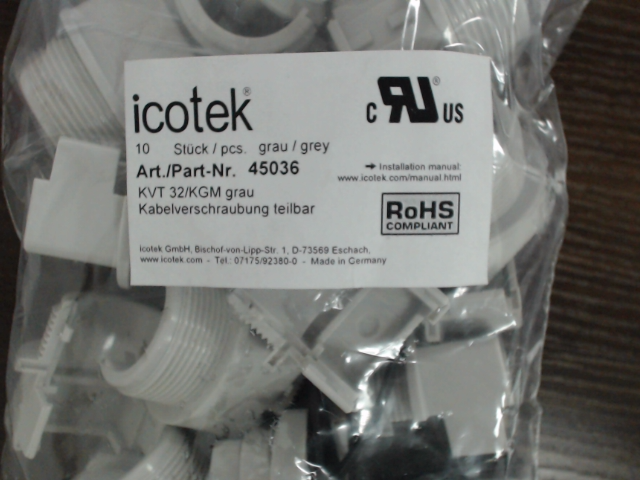 icotek®
10 Stück / pcs. grau / grey
Art./Part-Nr. 45036
KVT 32/KGM grau
Kabelverschraubung teilbar
icotek GmbH, Bischof-von-Lipp-Str. 1, D-73569 Eschach,
www.icotek.com - Tel. 07175/92380-0 - Made in Germany
c RU US
➔ Installation manual:
www.icotek.com/manual.html
RoHS
COMPLIANT